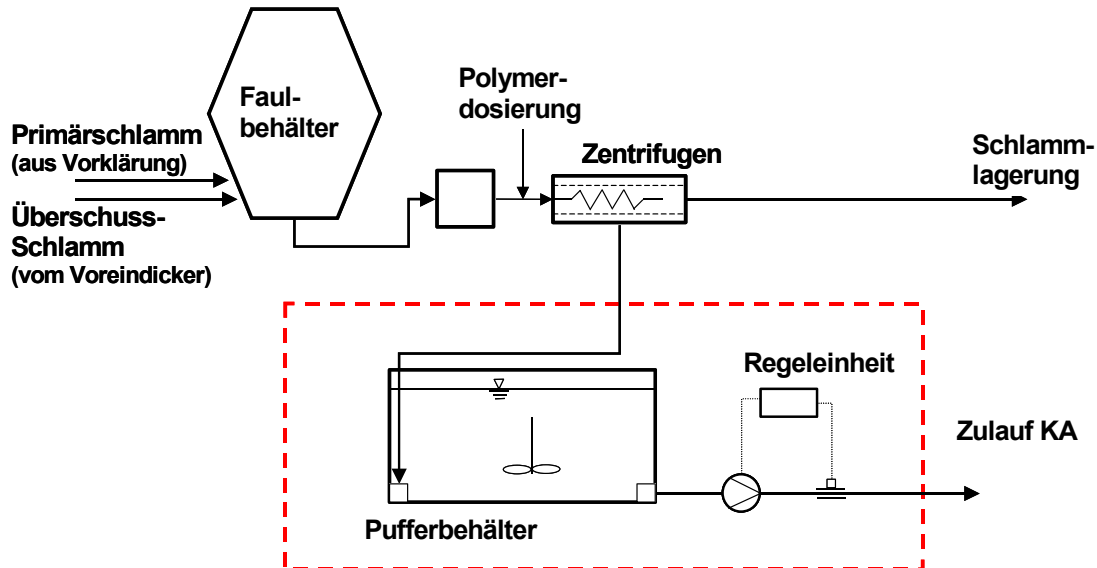 Faul-
behälter
Polymer-
dosierung
Primärschlamm
(aus Vorklärung)
Zentrifugen
Schlamm-
lagerung
Überschuss-
Schlamm
(vom Voreindicker)
Regeleinheit
Zulauf KA
Pufferbehälter